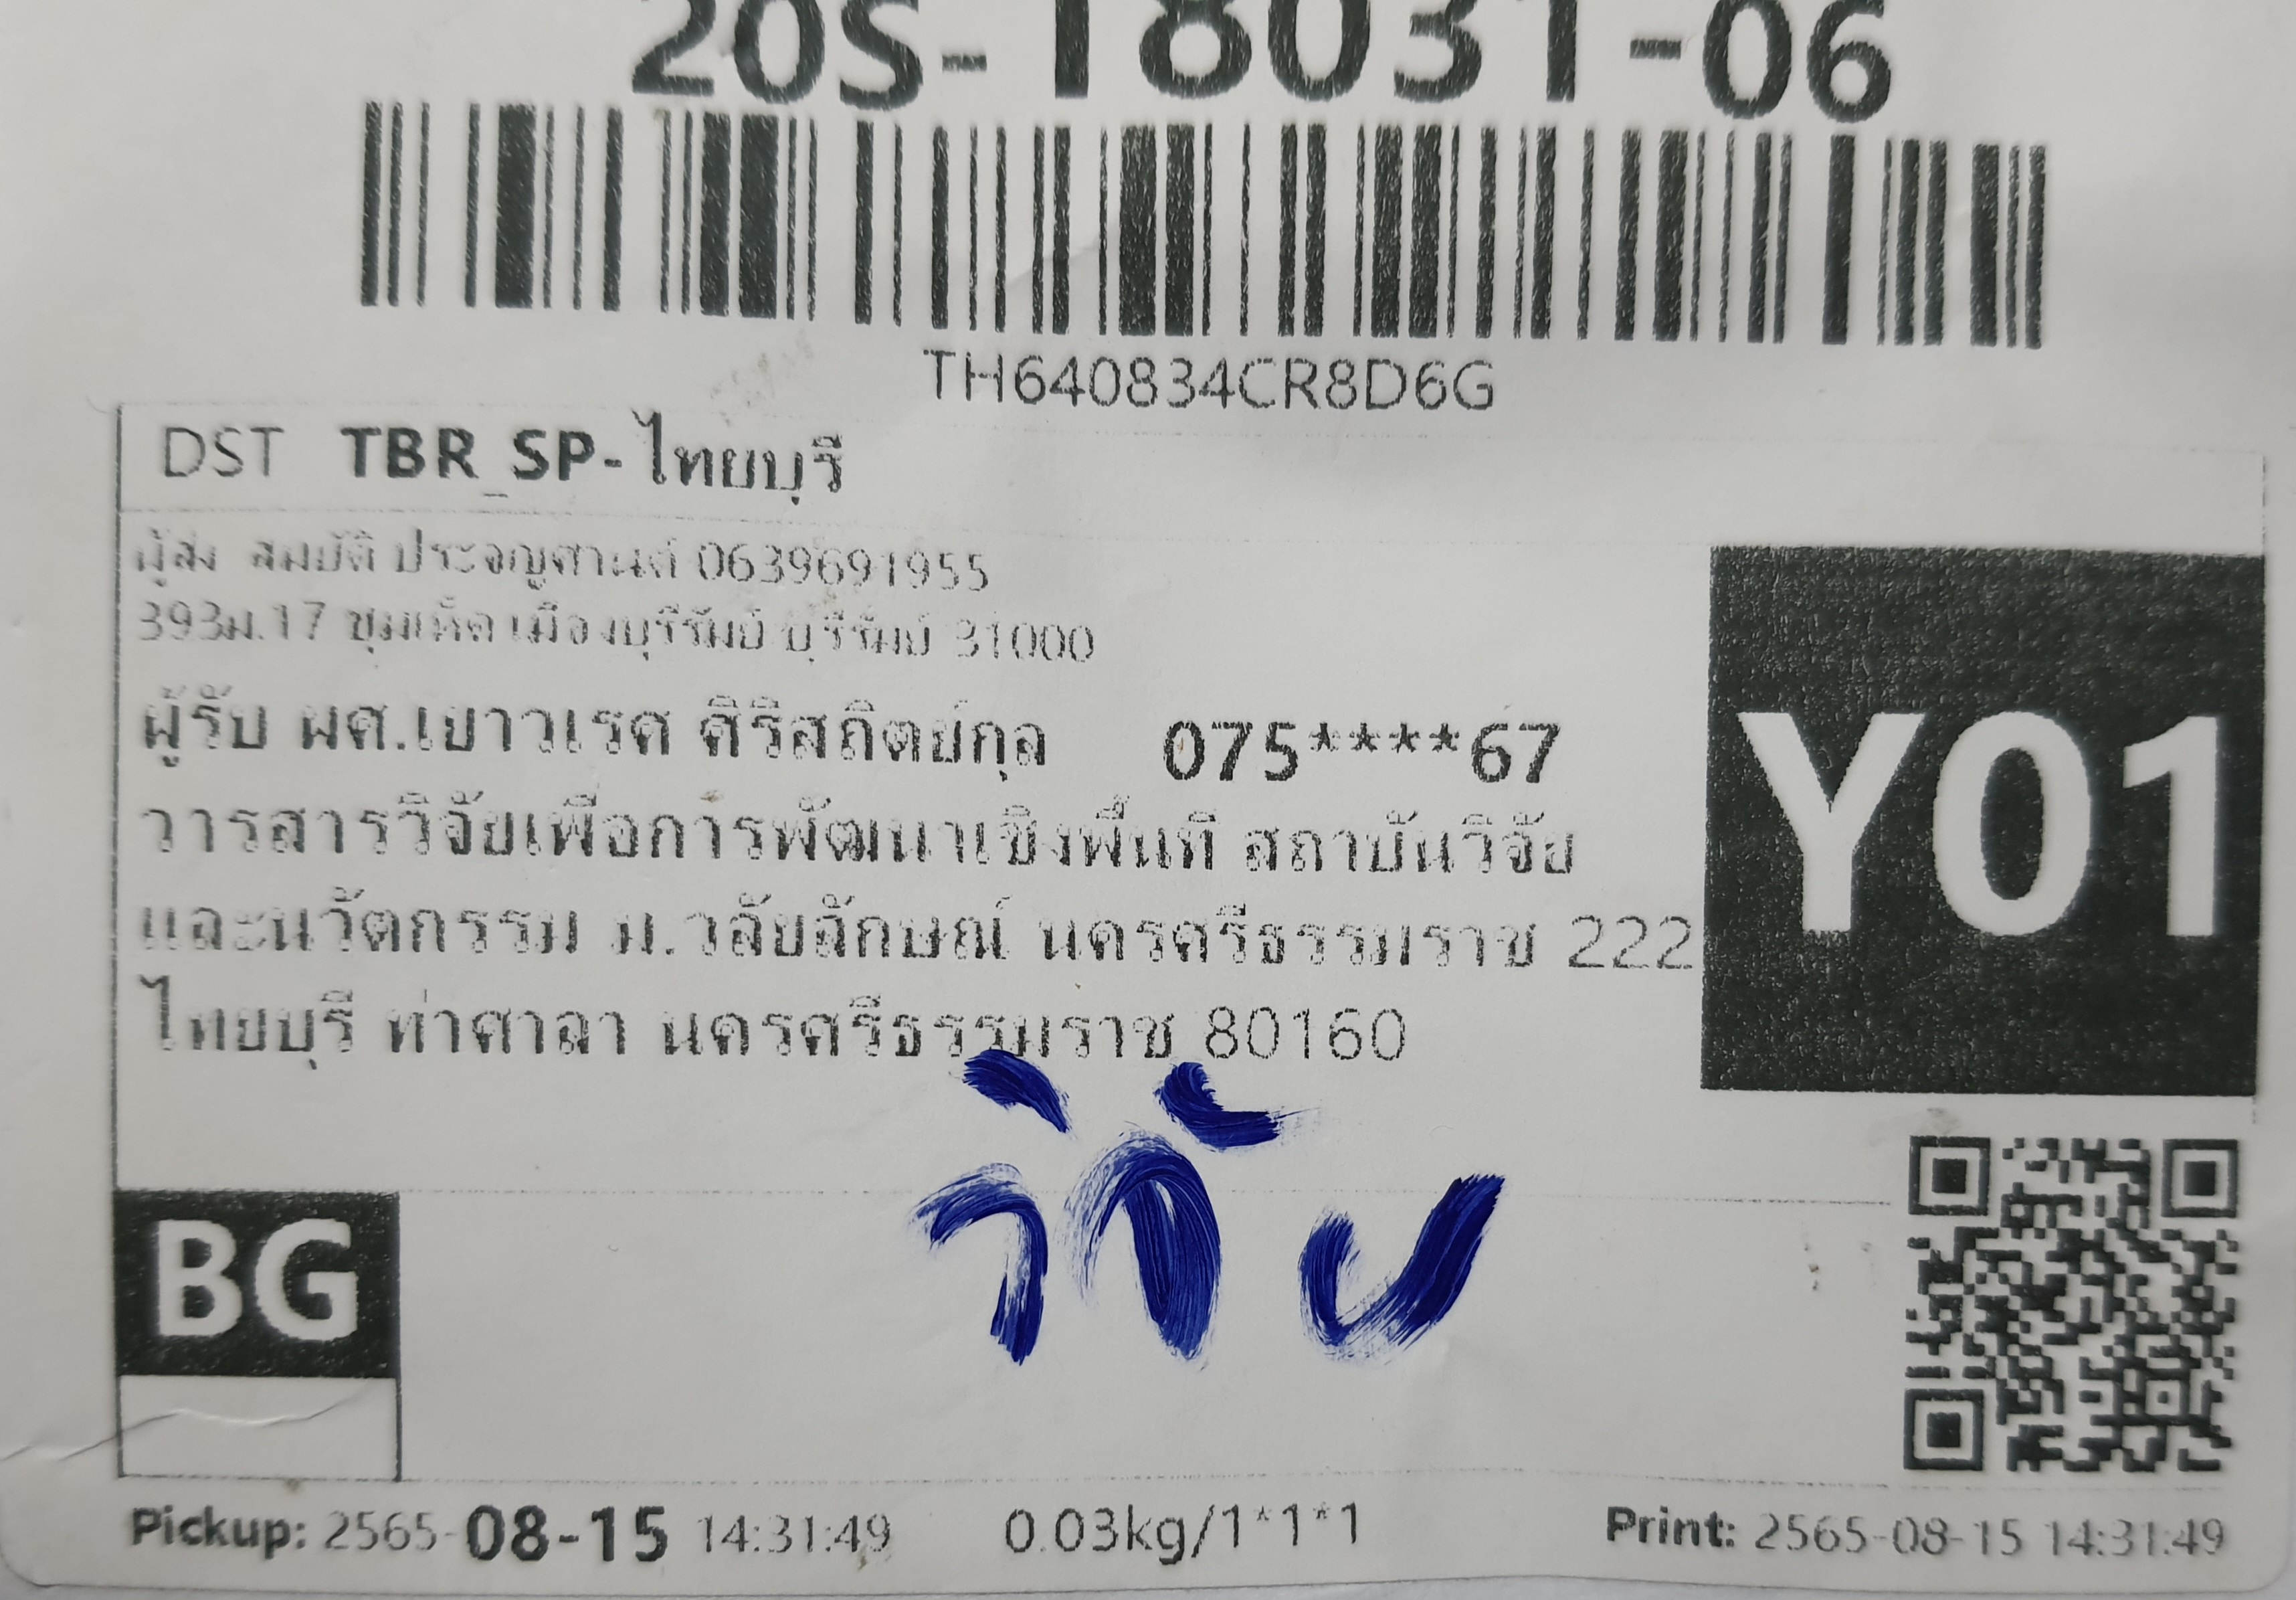 20S-18031-06
TH640834CR8D6G
DST TBR_SP-ไทยบุรี
ผู้ส่ง สมบัติ ประจญศานต์ 0639691955
393ม.17 ชุมเห็ด เมืองบุรีรัมย์ บุรีรัมย์ 31000
ผู้รับ ผศ.เยาวเรศ ศิริสถิตย์กุล 075****67
วารสารวิจัยเพื่อการพัฒนาเชิงพื้นที่ สถาบันวิจัย
และนวัตกรรม ม.วลัยลักษณ์ นครศรีธรรมราช 222
ไทยบุรี ท่าศาลา นครศรีธรรมราช 80160
Y01
วิจัย
BG
Pickup: 2565-08-15 14:31:49 0.03kg/1*1*1 Print: 2565-08-15 14:31:49